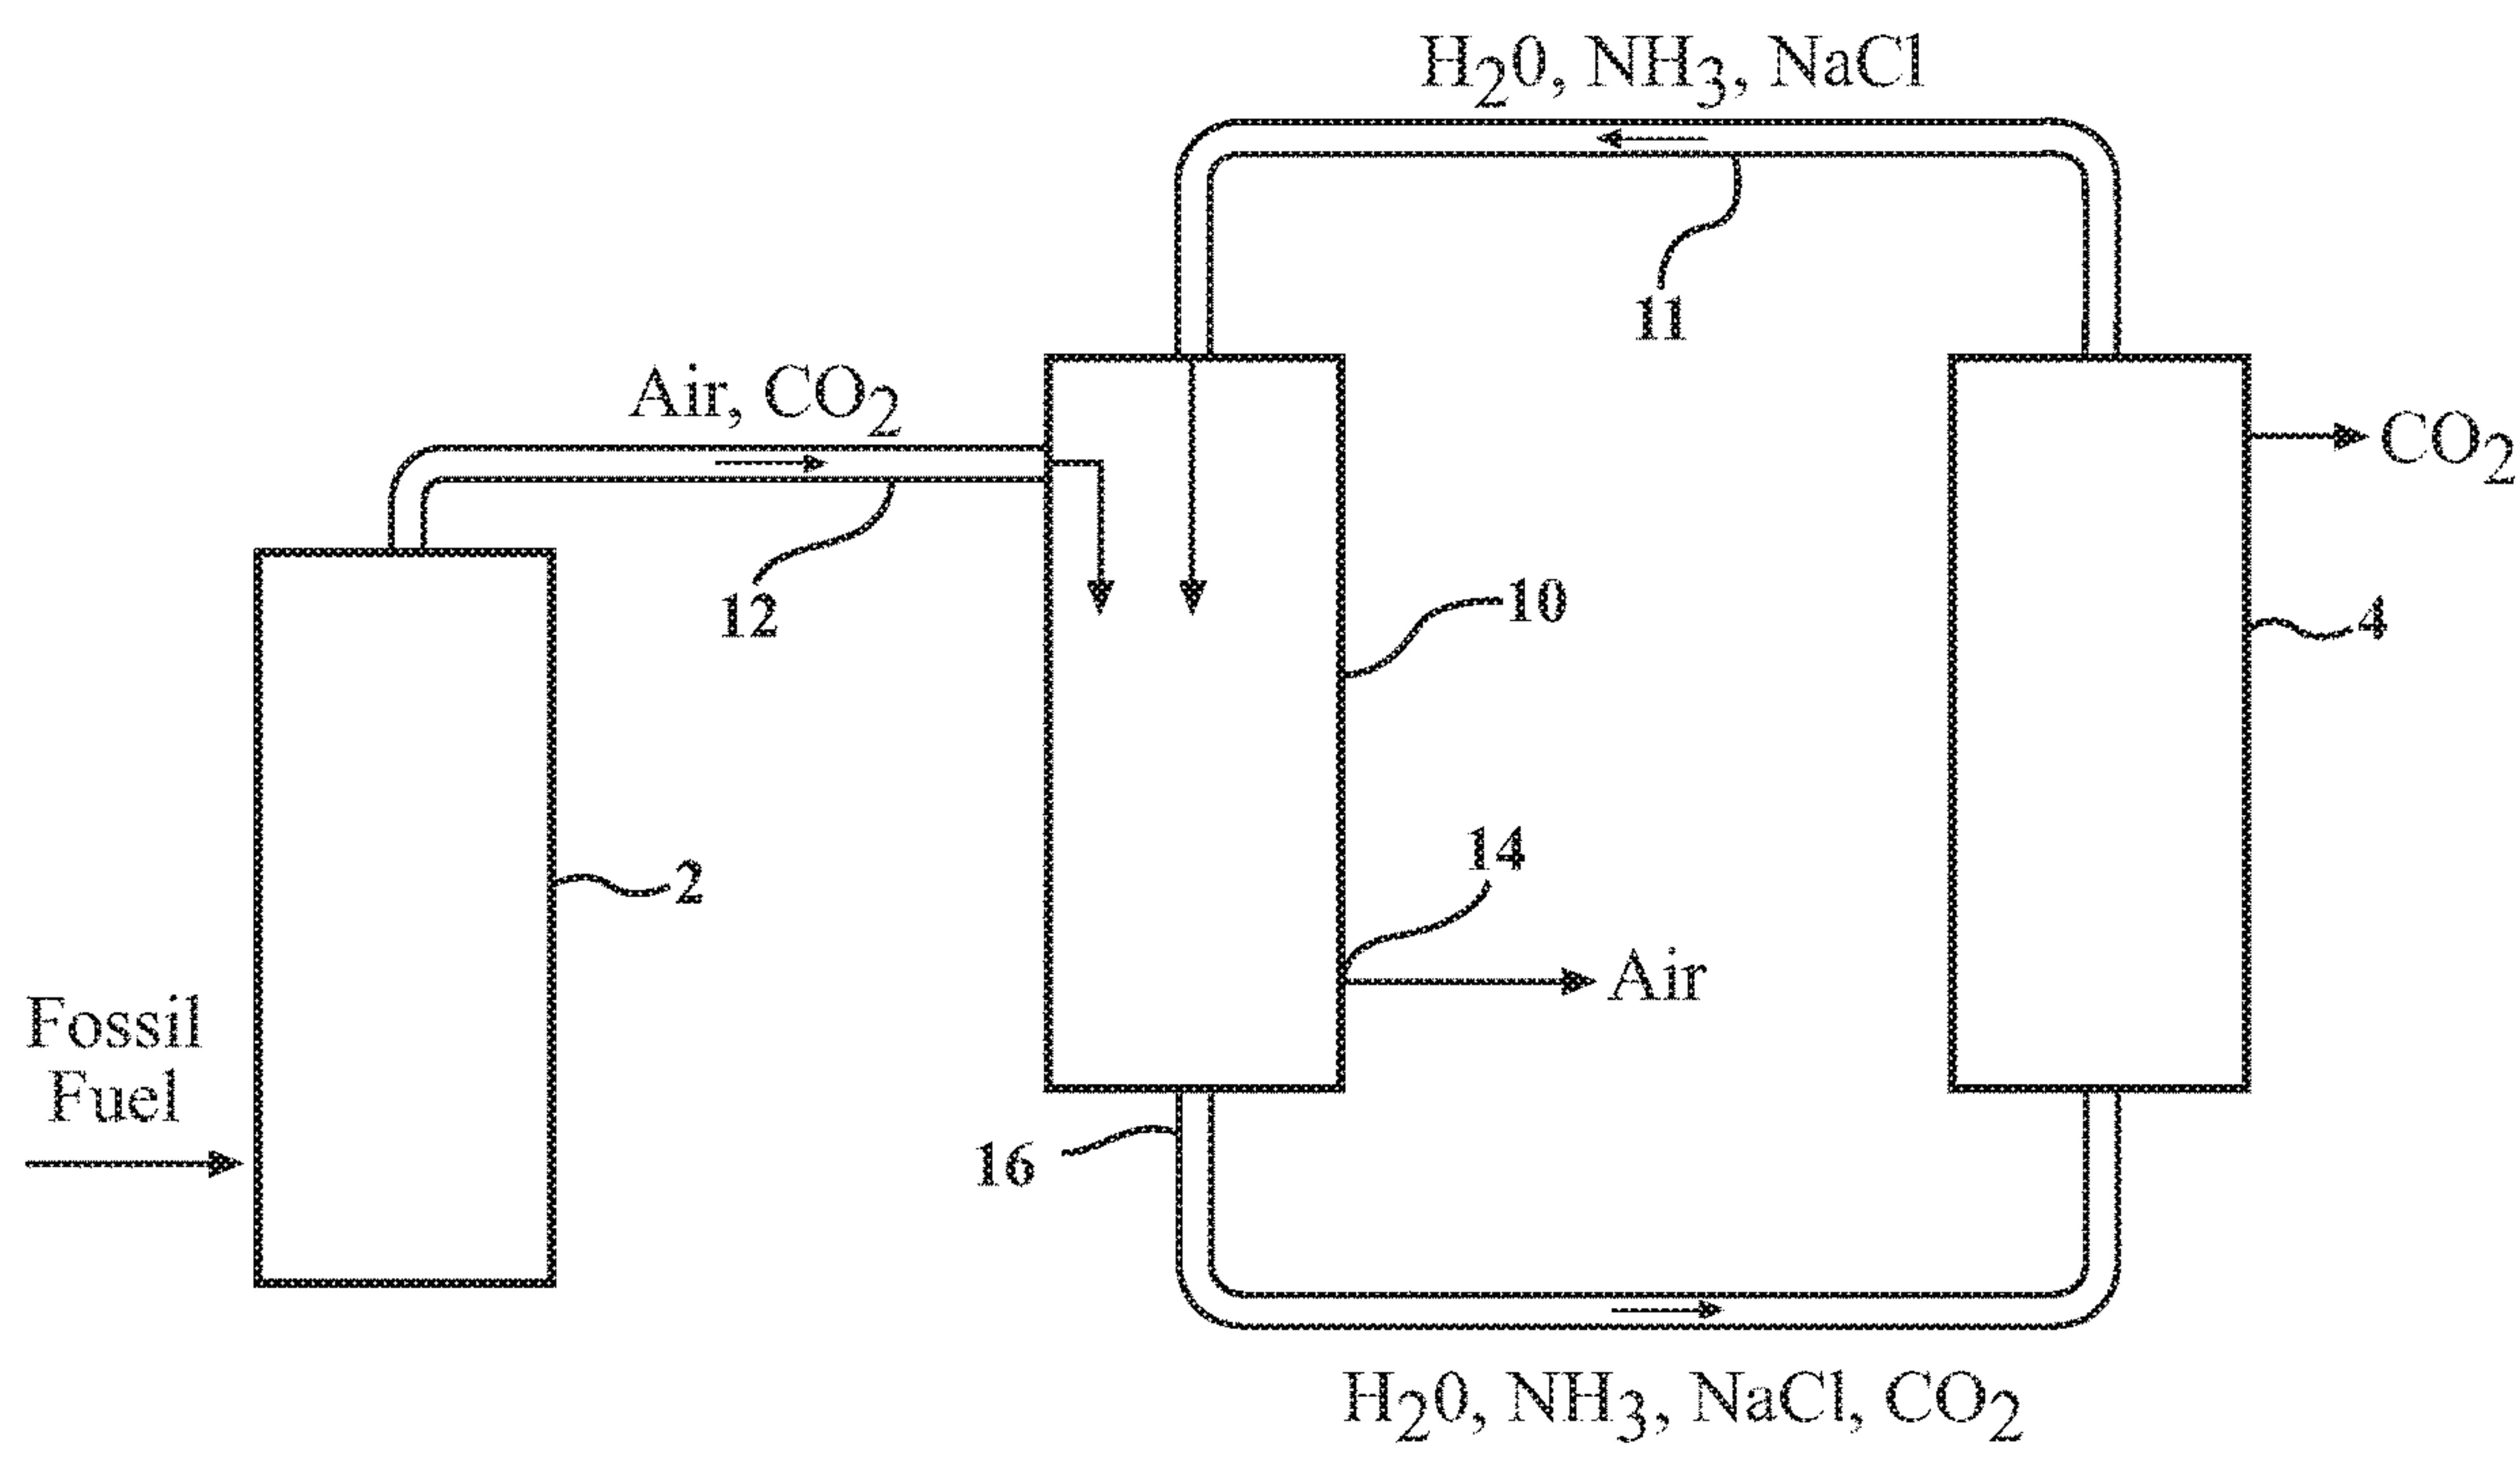 H20, NH3, NaCl
11
Air, CO2
CO2
12
10
4
14
2
Air
Fossil
Fuel
16
H20, NH3, NaCl, CO2